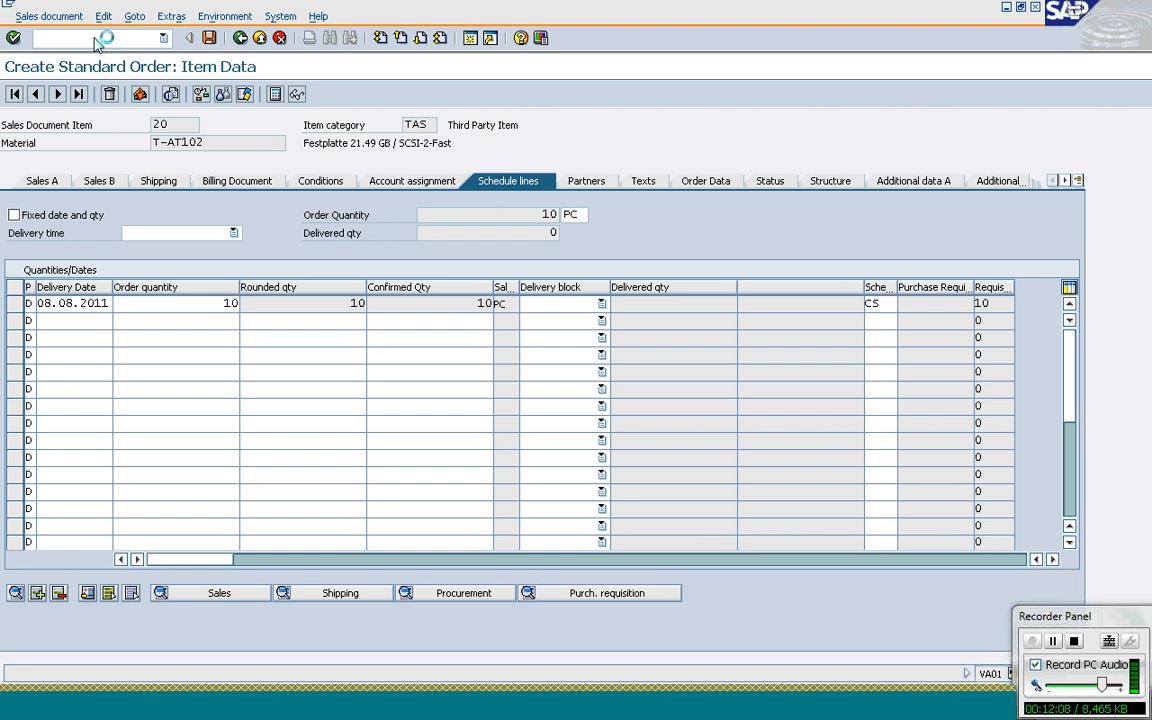 Sales document Edit Goto Extras Environment System Help
SAP
Create Standard Order: Item Data
Sales Document Item 20 Item category TAS Third Party Item
Material T-AT102 Festplatte 21.49 GB / SCSI-2-Fast
Sales A Sales B Shipping Billing Document Conditions Account assignment Schedule lines Partners Texts Order Data Status Structure Additional data A Additional...
Fixed date and qty Order Quantity 10 PC
Delivery time Delivered qty 0
Quantities/Dates
P Delivery Date Order quantity Rounded qty Confirmed Qty Sal... Delivery block Delivered qty Sche... Purchase Requi... Requis...
D 08.08.2011 10 10 10 PC CS 10
D 0
D 0
D 0
D 0
D 0
D 0
D 0
D 0
D 0
D 0
D 0
D 0
D 0
D 0
Sales Shipping Procurement Purch. requisition
Recorder Panel
Record PC Audio
VA01
00:12:08 / 8,465 KB